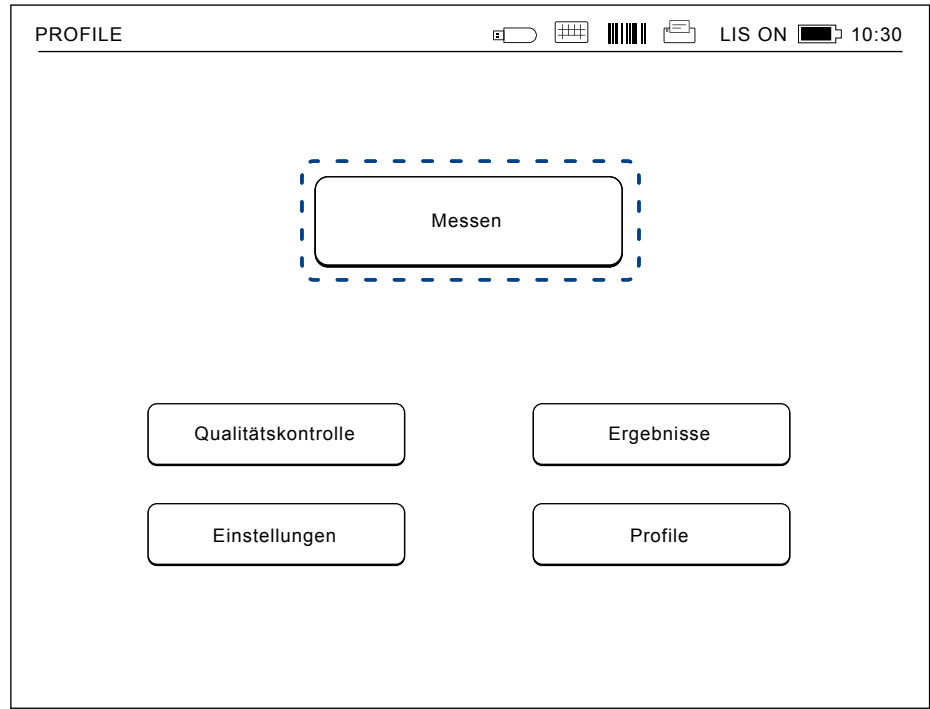 PROFILE LIS ON 10:30
Messen
Qualitätskontrolle Ergebnisse
Einstellungen Profile